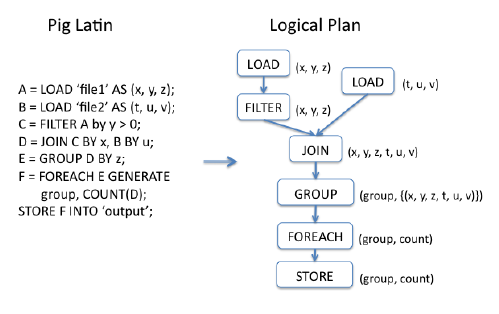 Pig Latin
A = LOAD ‘file1’ AS (x, y, z);
B = LOAD ‘file2’ AS (t, u, v);
C = FILTER A by y > 0;
D = JOIN C BY x, B BY u;
E = GROUP D BY z;
F = FOREACH E GENERATE
group, COUNT(D);
STORE F INTO ‘output’;
Logical Plan
LOAD (x, y, z)
LOAD (t, u, v)
FILTER (x, y, z)
JOIN (x, y, z, t, u, v)
GROUP (group, {(x, y, z, t, u, v)})
FOREACH (group, count)
STORE (group, count)